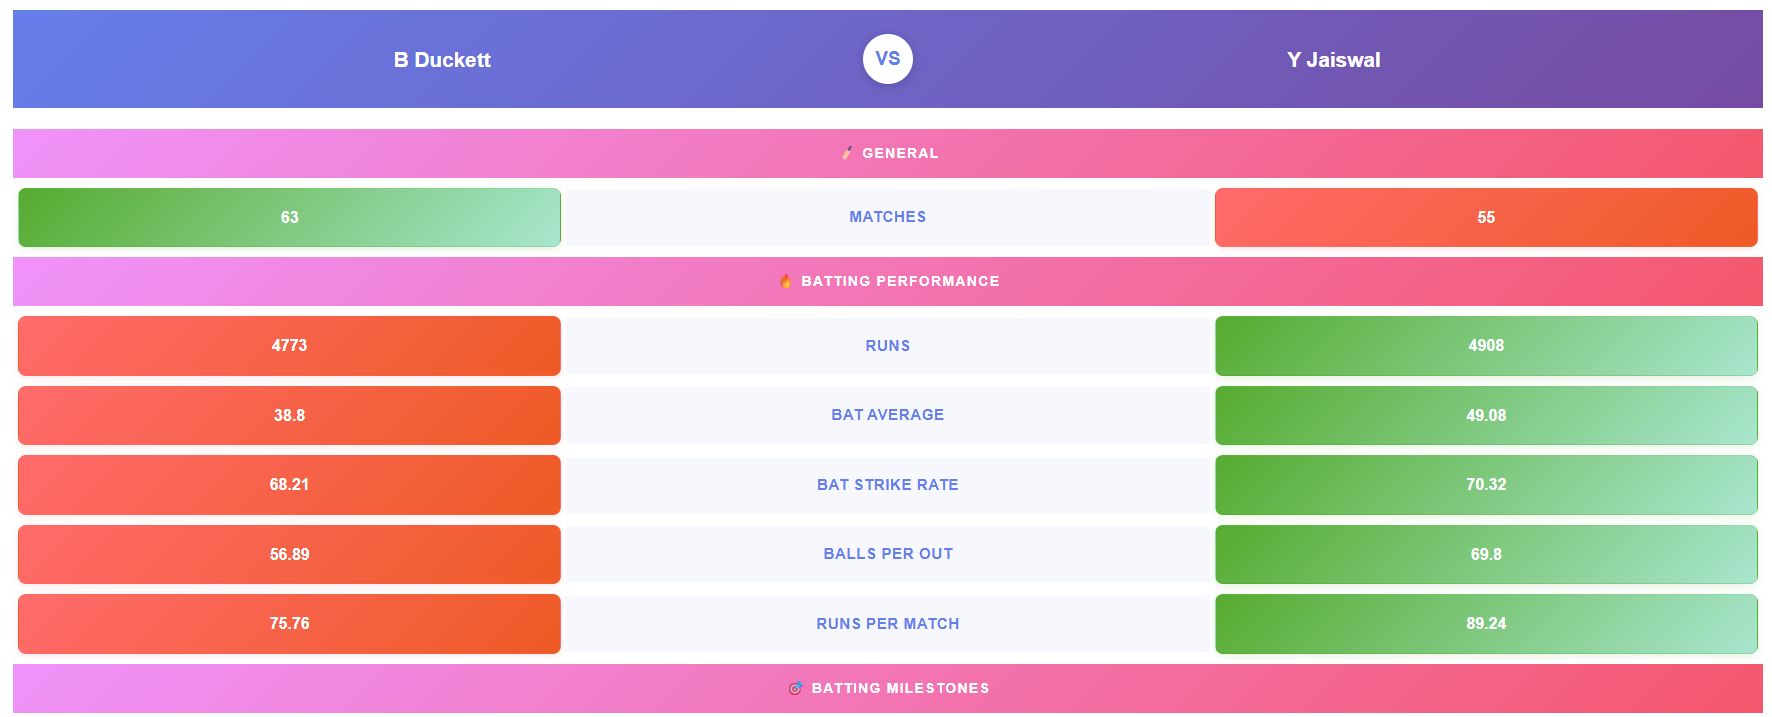 B Duckett VS Y Jaiswal
GENERAL
63 MATCHES 55
BATTING PERFORMANCE
4773 RUNS 4908
38.8 BAT AVERAGE 49.08
68.21 BAT STRIKE RATE 70.32
56.89 BALLS PER OUT 69.8
75.76 RUNS PER MATCH 89.24
BATTING MILESTONES